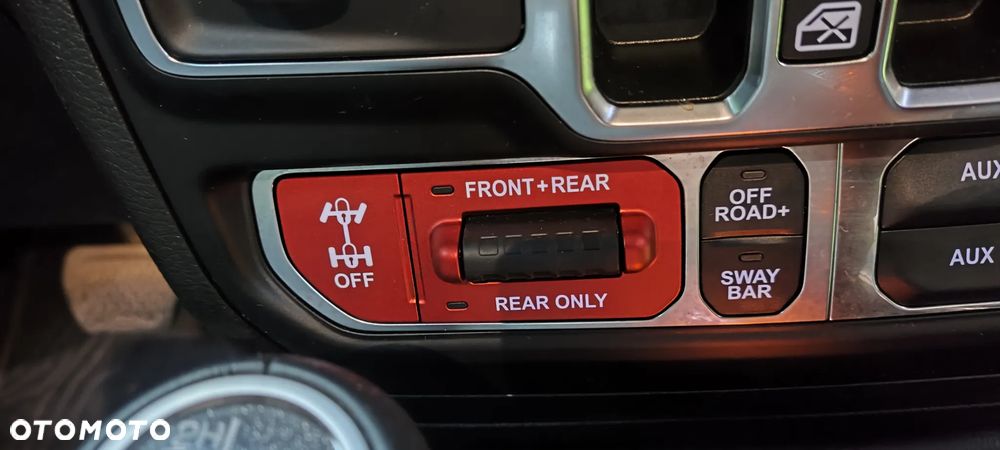 FRONT+REAR
OFF
REAR ONLY
OFF
ROAD+
SWAY
BAR
AUX
AUX
OTOMOTO